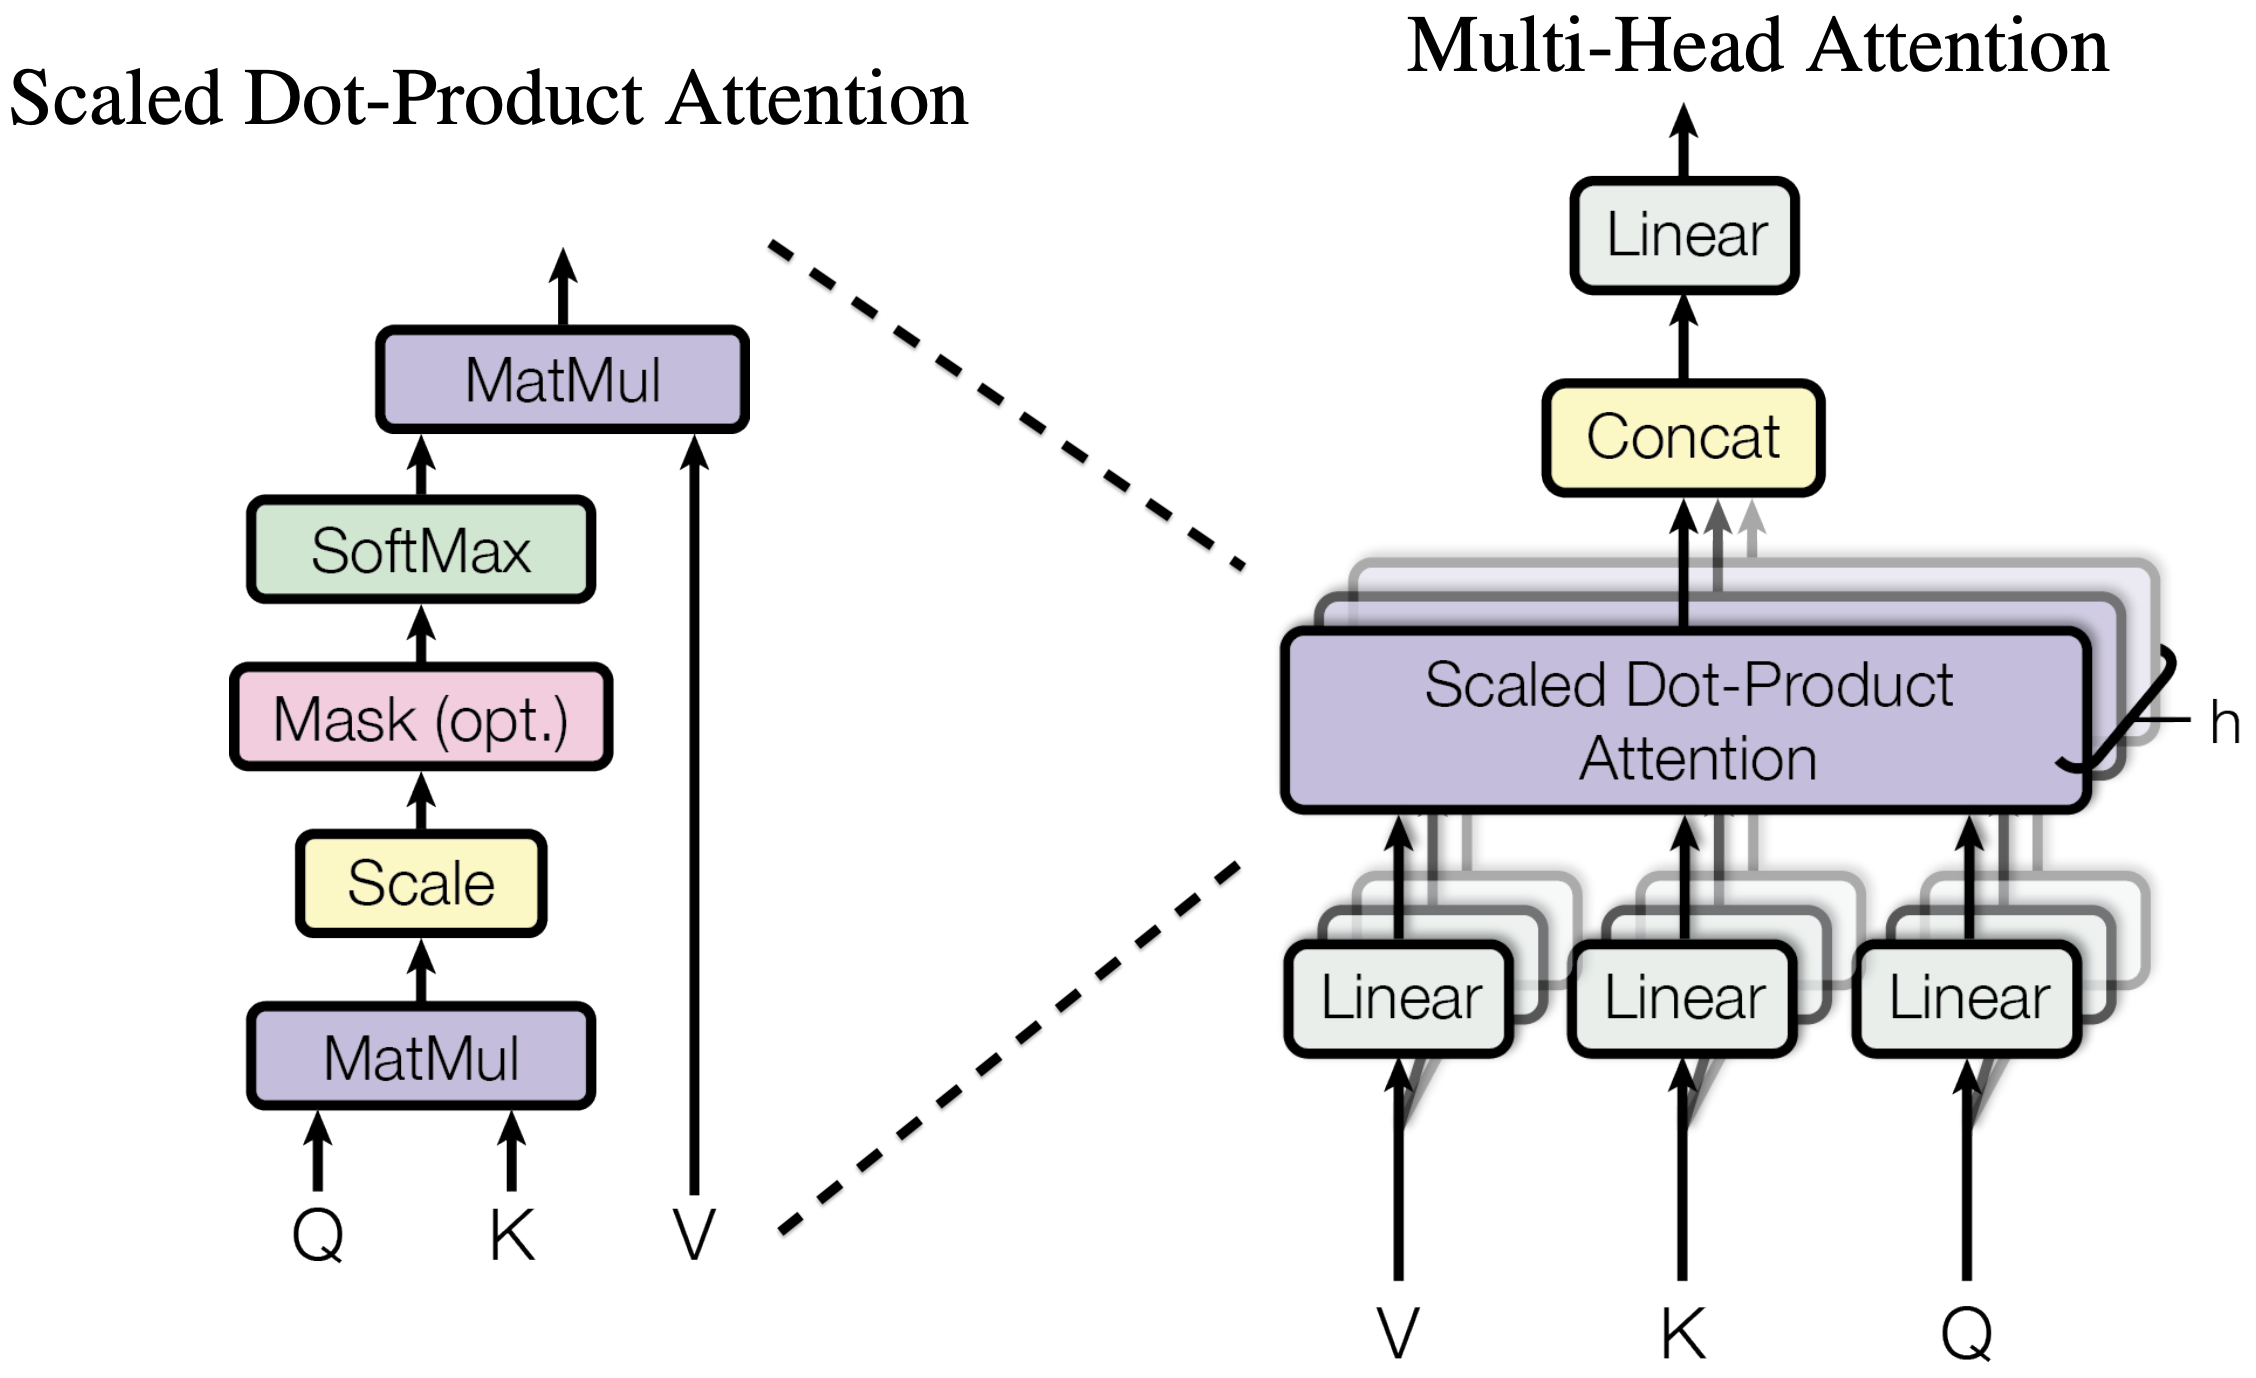 Scaled Dot-Product Attention
MatMul
SoftMax
Mask (opt.)
Scale
MatMul
Q K V
Multi-Head Attention
Linear
Concat
Scaled Dot-Product
Attention
h
Linear Linear Linear
V K Q